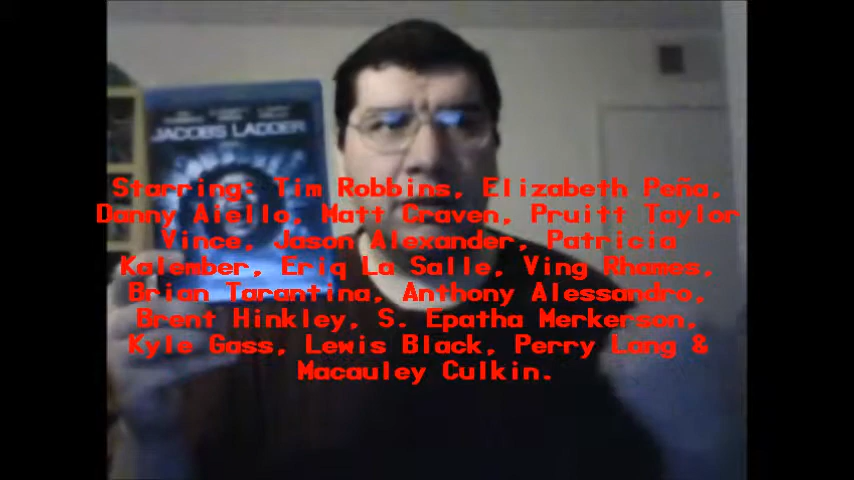 JACOBS LADDER
Starring: Tim Robbins, Elizabeth Peña,
Danny Aiello, Matt Craven, Pruitt Taylor
Vince, Jason Alexander, Patricia
Kalember, Eriq La Salle, Ving Rhames,
Brian Tarantina, Anthony Alessandro,
Brent Hinkley, S. Epatha Merkerson,
Kyle Gass, Lewis Black, Perry Lang &
Macauley Culkin.